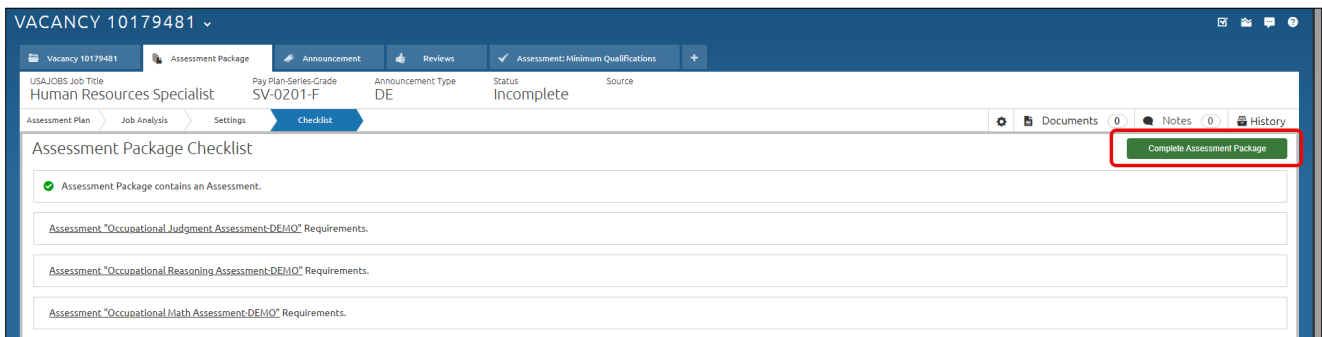 VACANCY 10179481
Vacancy 10179481 Assessment Package Announcement Reviews Assessment: Minimum Qualifications +
USAJOBS Job Title Pay Plan-Series-Grade Announcement Type Status Source
Human Resources Specialist SV-0201-F DE Incomplete
Assessment Plan Job Analysis Settings Checklist Documents 0 Notes 0 History
Assessment Package Checklist Complete Assessment Package
Assessment Package contains an Assessment.
Assessment "Occupational Judgment Assessment-DEMO" Requirements.
Assessment "Occupational Reasoning Assessment-DEMO" Requirements.
Assessment "Occupational Math Assessment-DEMO" Requirements.